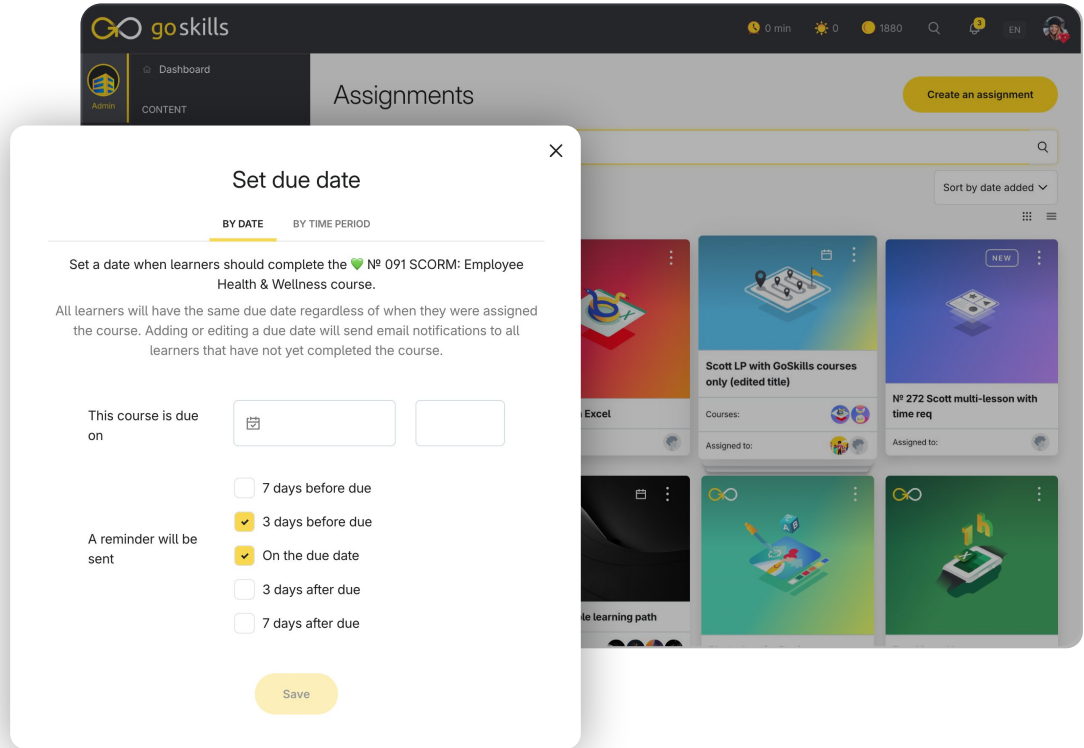 go skills
0 min
0
1880
3
EN
Admin
Dashboard
CONTENT
Assignments
Create an assignment
Sort by date added
Set due date
BY DATE
BY TIME PERIOD
Set a date when learners should complete the 💚 № 091 SCORM: Employee
Health & Wellness course.
All learners will have the same due date regardless of when they were assigned
the course. Adding or editing a due date will send email notifications to all
learners that have not yet completed the course.
This course is due
on
A reminder will be
sent
7 days before due
3 days before due
On the due date
3 days after due
7 days after due
Save
Excel
Scott LP with GoSkills courses
only (edited title)
Courses:
Assigned to:
NEW
№ 272 Scott multi-lesson with
time req
Assigned to:
learning path